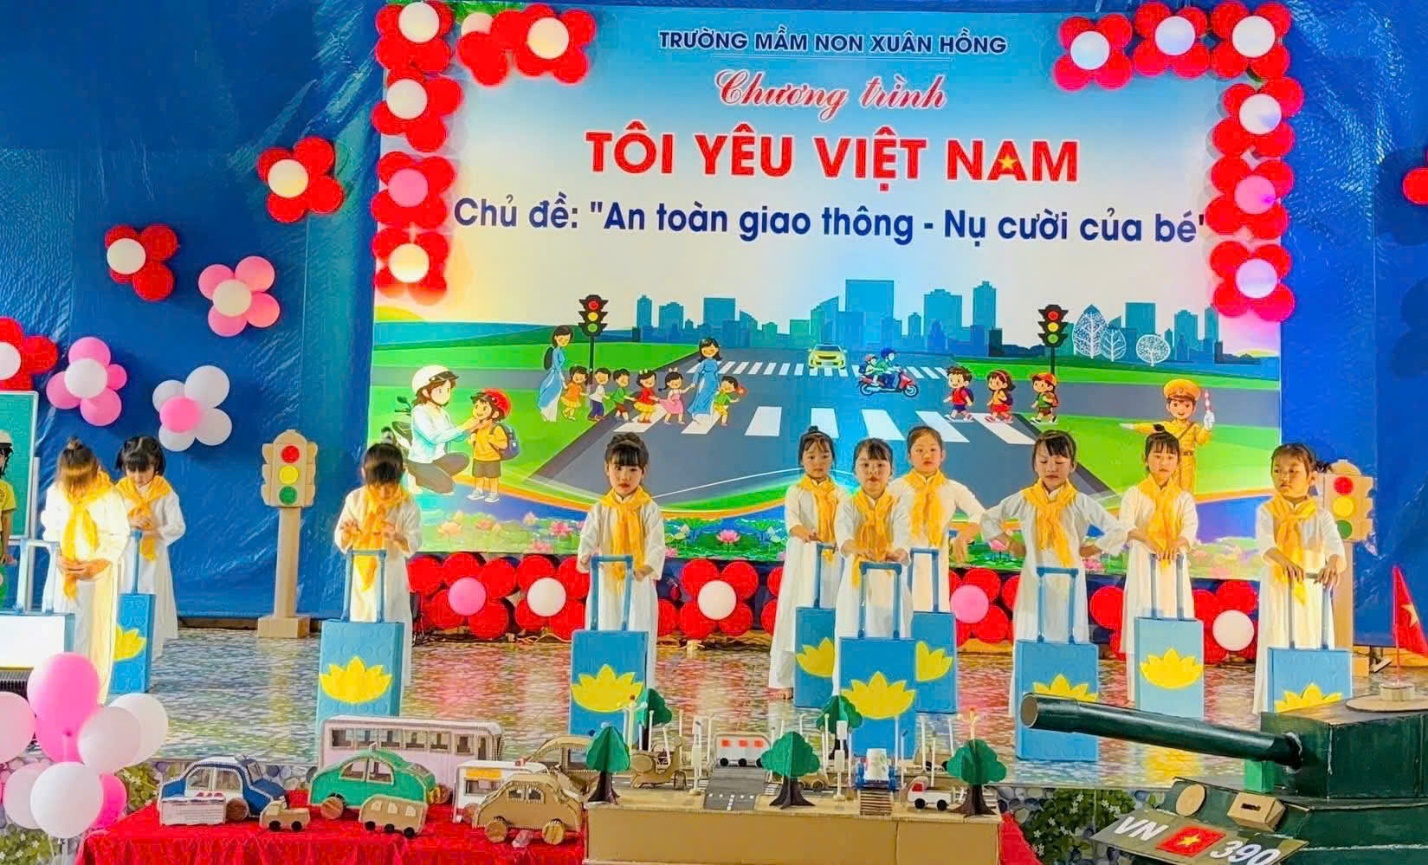 TRƯỜNG MẦM NON XUÂN HỒNG
Chương trình
TÔI YÊU VIỆT NAM
Chủ đề: "An toàn giao thông - Nụ cười của bé"
VN 390